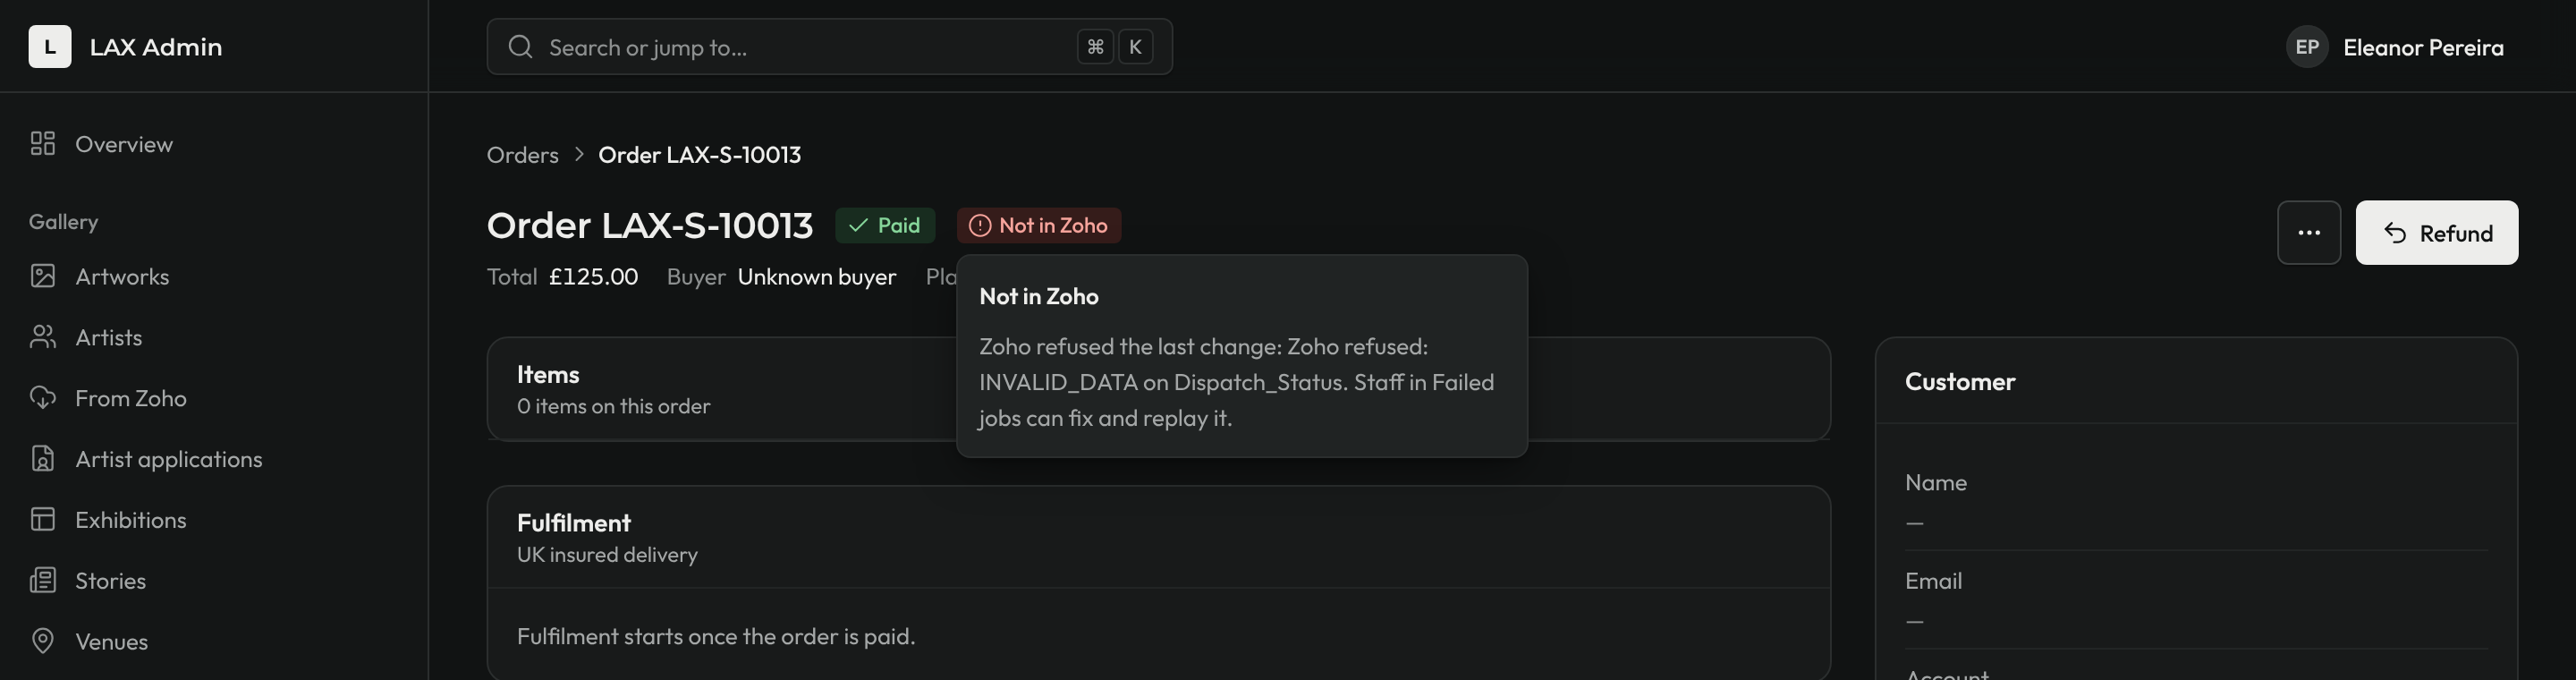 L LAX Admin
Search or jump to...
⌘ K
EP Eleanor Pereira
Overview
Gallery
Artworks
Artists
From Zoho
Artist applications
Exhibitions
Stories
Venues
Orders > Order LAX-S-10013
Order LAX-S-10013
Paid
Not in Zoho
... Refund
Total £125.00 Buyer Unknown buyer Pla
Not in Zoho
Zoho refused the last change: Zoho refused:
INVALID_DATA on Dispatch_Status. Staff in Failed
jobs can fix and replay it.
Items
0 items on this order
Fulfilment
UK insured delivery
Fulfilment starts once the order is paid.
Customer
Name
—
Email
—
Account